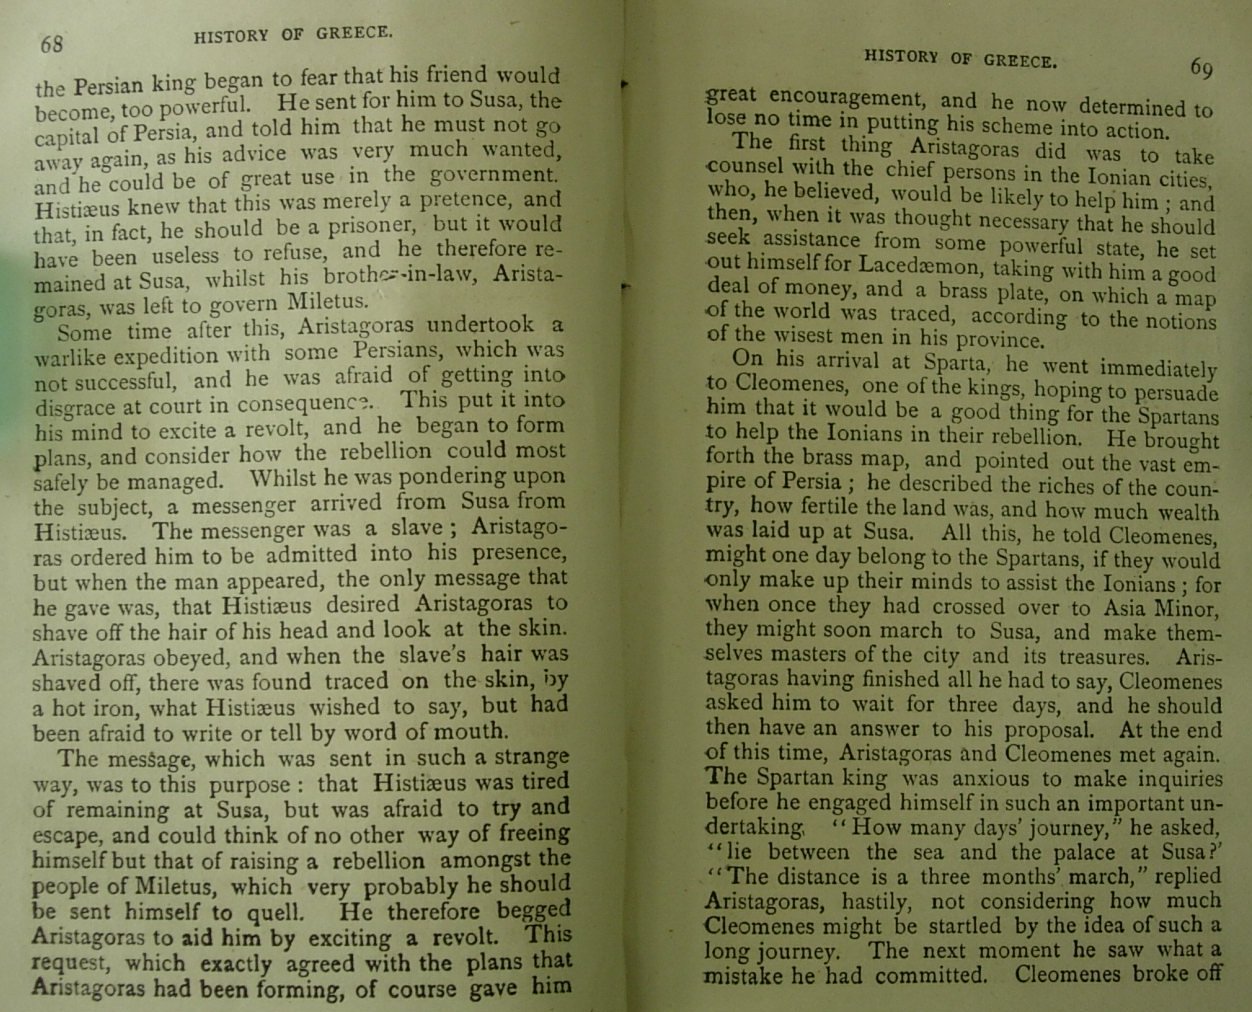 68
HISTORY OF GREECE.
the Persian king began to fear that his friend would
become, too powerful. He sent for him to Susa, the
capital of Persia, and told him that he must not go
away again, as his advice was very much wanted,
and he could be of great use in the government.
Histiæus knew that this was merely a pretence, and
that, in fact, he should be a prisoner, but it would
have been useless to refuse, and he therefore re-
mained at Susa, whilst his brother-in-law, Arista-
goras, was left to govern Miletus.
Some time after this, Aristagoras undertook a
warlike expedition with some Persians, which was
not successful, and he was afraid of getting into
disgrace at court in consequence. This put it into
his mind to excite a revolt, and he began to form
plans, and consider how the rebellion could most
safely be managed. Whilst he was pondering upon
the subject, a messenger arrived from Susa from
Histiæus. The messenger was a slave ; Aristago-
ras ordered him to be admitted into his presence,
but when the man appeared, the only message that
he gave was, that Histiæus desired Aristagoras to
shave off the hair of his head and look at the skin.
Aristagoras obeyed, and when the slave's hair was
shaved off, there was found traced on the skin, by
a hot iron, what Histiæus wished to say, but had
been afraid to write or tell by word of mouth.
The message, which was sent in such a strange
way, was to this purpose : that Histiæus was tired
of remaining at Susa, but was afraid to try and
escape, and could think of no other way of freeing
himself but that of raising a rebellion amongst the
people of Miletus, which very probably he should
be sent himself to quell. He therefore begged
Aristagoras to aid him by exciting a revolt. This
request, which exactly agreed with the plans that
Aristagoras had been forming, of course gave him
HISTORY OF GREECE.
69
great encouragement, and he now determined to
lose no time in putting his scheme into action.
The first thing Aristagoras did was to take
counsel with the chief persons in the Ionian cities,
who, he believed, would be likely to help him ; and
then, when it was thought necessary that he should
seek assistance from some powerful state, he set
out himself for Lacedæmon, taking with him a good
deal of money, and a brass plate, on which a map
of the world was traced, according to the notions
of the wisest men in his province.
On his arrival at Sparta, he went immediately
to Cleomenes, one of the kings, hoping to persuade
him that it would be a good thing for the Spartans
to help the Ionians in their rebellion. He brought
forth the brass map, and pointed out the vast em-
pire of Persia ; he described the riches of the coun-
try, how fertile the land was, and how much wealth
was laid up at Susa. All this, he told Cleomenes,
might one day belong to the Spartans, if they would
only make up their minds to assist the Ionians ; for
when once they had crossed over to Asia Minor,
they might soon march to Susa, and make them-
selves masters of the city and its treasures. Aris-
tagoras having finished all he had to say, Cleomenes
asked him to wait for three days, and he should
then have an answer to his proposal. At the end
of this time, Aristagoras and Cleomenes met again.
The Spartan king was anxious to make inquiries
before he engaged himself in such an important un-
dertaking. "How many days' journey," he asked,
"lie between the sea and the palace at Susa?'
"The distance is a three months' march," replied
Aristagoras, hastily, not considering how much
Cleomenes might be startled by the idea of such a
long journey. The next moment he saw what a
mistake he had committed. Cleomenes broke off